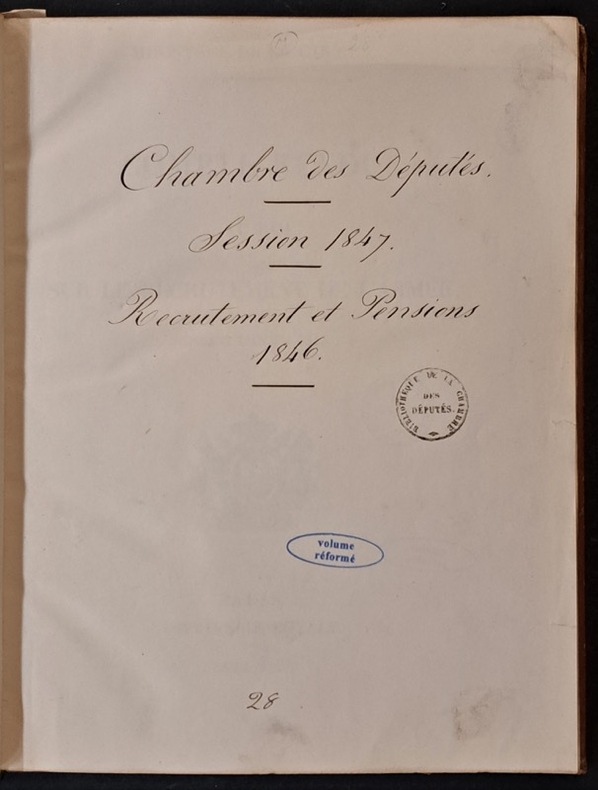 Chambre des Députés.
Session 1847.
Recrutement et Pensions
1846.
BIBLIOTHÈQUE DE LA CHAMBRE
DES
DÉPUTÉS.
volume
réformé
28